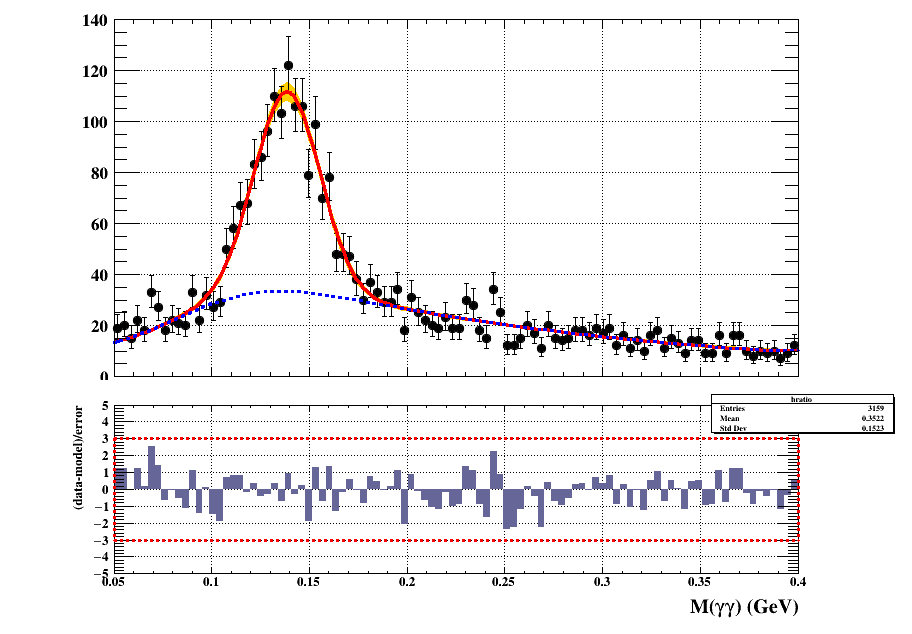 140
120
100
80
60
40
20
0
hratio
Entries 3159
Mean 0.3522
Std Dev 0.1523
(data-model)/error
5
4
3
2
1
0
−1
−2
−3
−4
−5
0.05 0.1 0.15 0.2 0.25 0.3 0.35 0.4
M(γγ) (GeV)